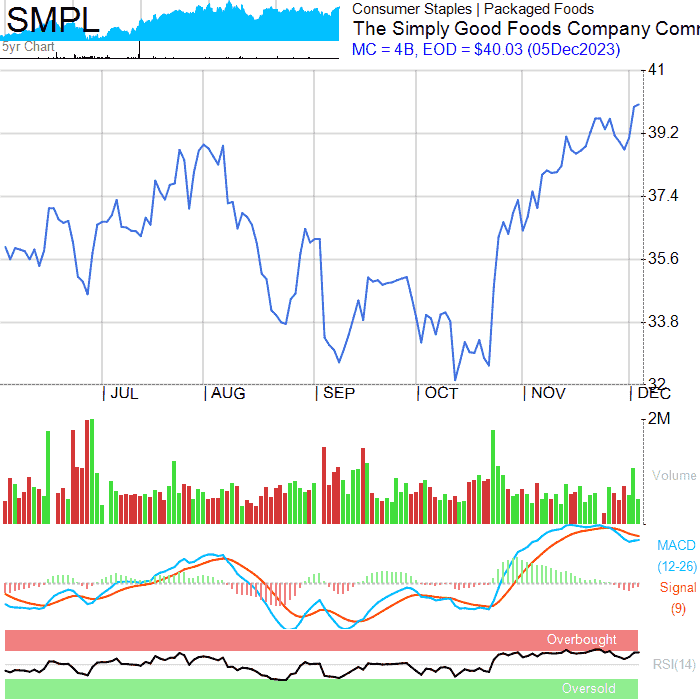 SMPL
5yr Chart
Consumer Staples | Packaged Foods
The Simply Good Foods Company Comm
MC = 4B, EOD = $40.03 (05Dec2023)
41
39.2
37.4
35.6
33.8
32
| JUL | AUG | SEP | OCT | NOV | DEC
2M
Volume
MACD
(12-26)
Signal
(9)
Overbought
RSI(14)
Oversold